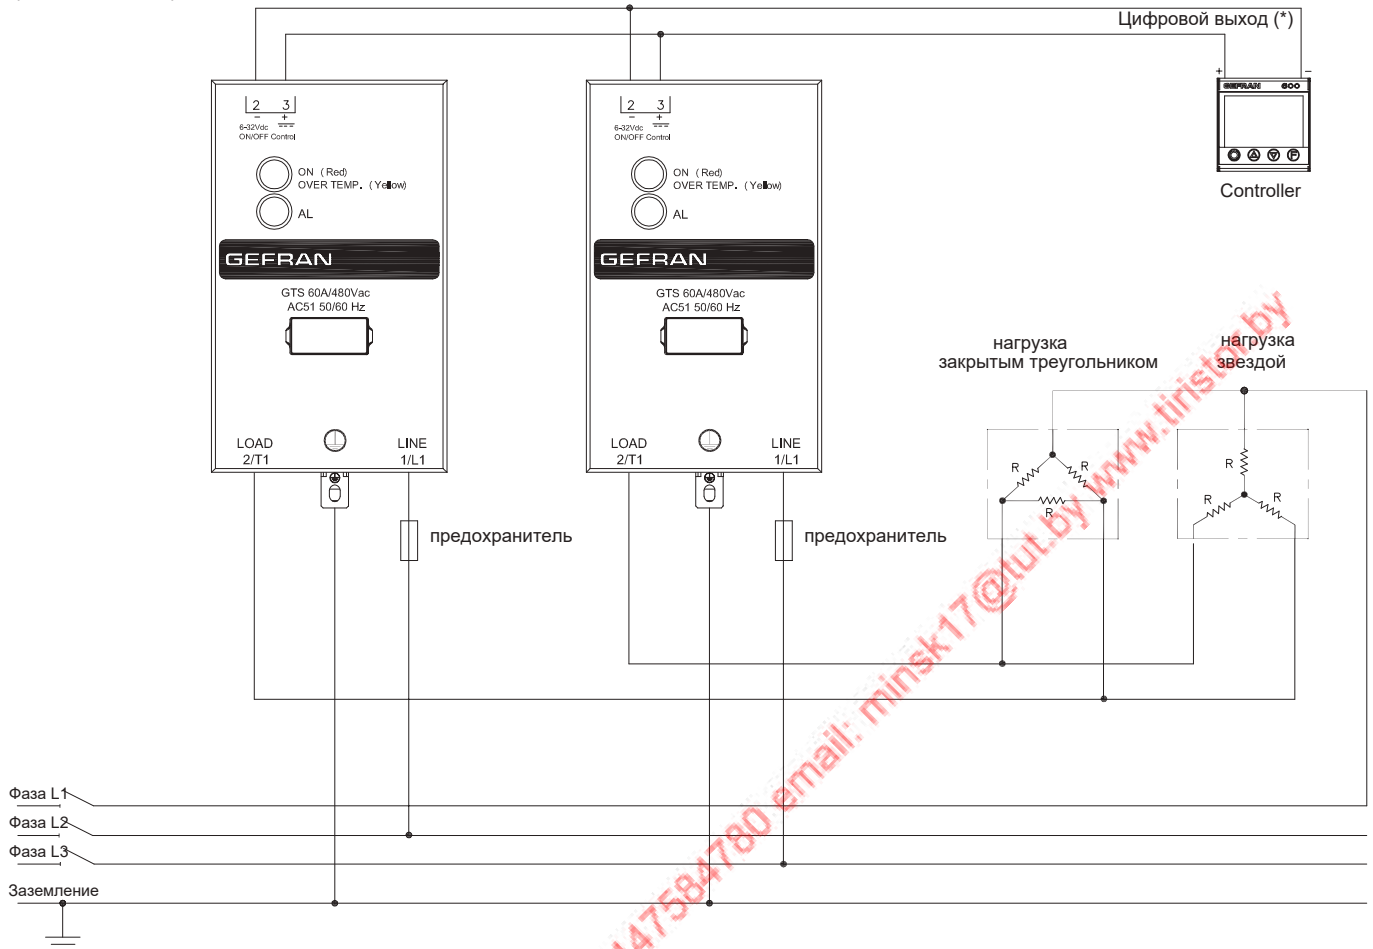 Цифровой выход (*)
+ –
GEFRAN 600
F
Controller
2 3
– +
6-32Vdc
ON/OFF Control
ON (Red)
OVER TEMP. (Yellow)
AL
GEFRAN
GTS 60A/480Vac
AC51 50/60 Hz
LOAD
2/T1
LINE
1/L1
предохранитель
2 3
– +
6-32Vdc
ON/OFF Control
ON (Red)
OVER TEMP. (Yellow)
AL
GEFRAN
GTS 60A/480Vac
AC51 50/60 Hz
LOAD
2/T1
LINE
1/L1
предохранитель
нагрузка
закрытым треугольником
R R
R
нагрузка
звездой
R
R R
Фаза L1
Фаза L2
Фаза L3
Заземление
447584780 email: minsk17@tut.by www.tiristor.by